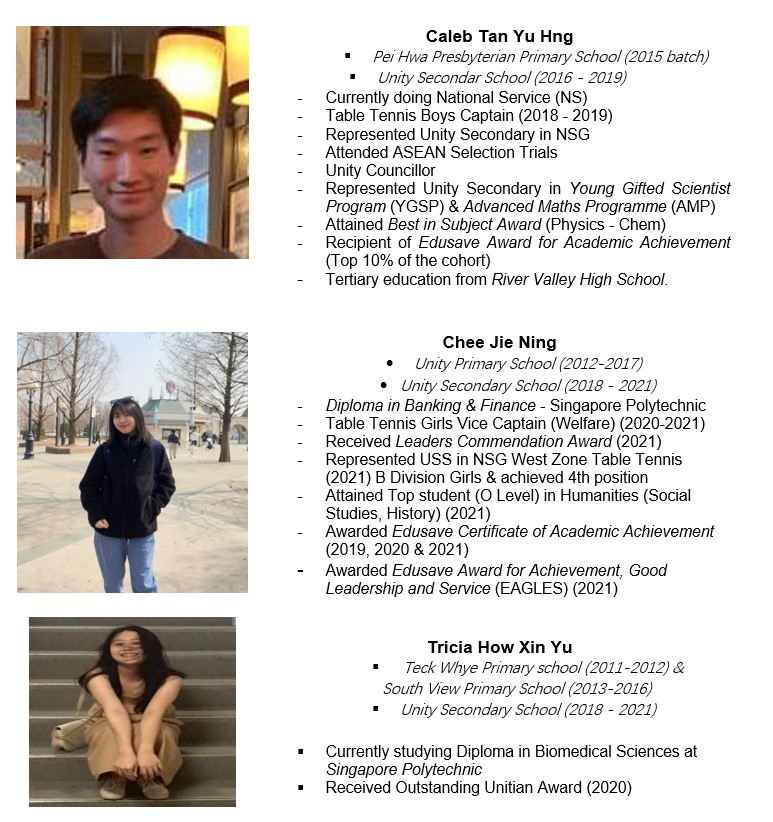 Caleb Tan Yu Hng
▪ Pei Hwa Presbyterian Primary School (2015 batch)
▪ Unity Secondar School (2016 - 2019)
- Currently doing National Service (NS)
- Table Tennis Boys Captain (2018 - 2019)
- Represented Unity Secondary in NSG
- Attended ASEAN Selection Trials
- Unity Councillor
- Represented Unity Secondary in Young Gifted Scientist
Program (YGSP) & Advanced Maths Programme (AMP)
- Attained Best in Subject Award (Physics - Chem)
- Recipient of Edusave Award for Academic Achievement
(Top 10% of the cohort)
- Tertiary education from River Valley High School.
Chee Jie Ning
• Unity Primary School (2012-2017)
• Unity Secondary School (2018 - 2021)
- Diploma in Banking & Finance - Singapore Polytechnic
- Table Tennis Girls Vice Captain (Welfare) (2020-2021)
- Received Leaders Commendation Award (2021)
- Represented USS in NSG West Zone Table Tennis
(2021) B Division Girls & achieved 4th position
- Attained Top student (O Level) in Humanities (Social
Studies, History) (2021)
- Awarded Edusave Certificate of Academic Achievement
(2019, 2020 & 2021)
- Awarded Edusave Award for Achievement, Good
Leadership and Service (EAGLES) (2021)
Tricia How Xin Yu
▪ Teck Whye Primary school (2011-2012) &
South View Primary School (2013-2016)
▪ Unity Secondary School (2018 - 2021)
▪ Currently studying Diploma in Biomedical Sciences at
Singapore Polytechnic
▪ Received Outstanding Unitian Award (2020)